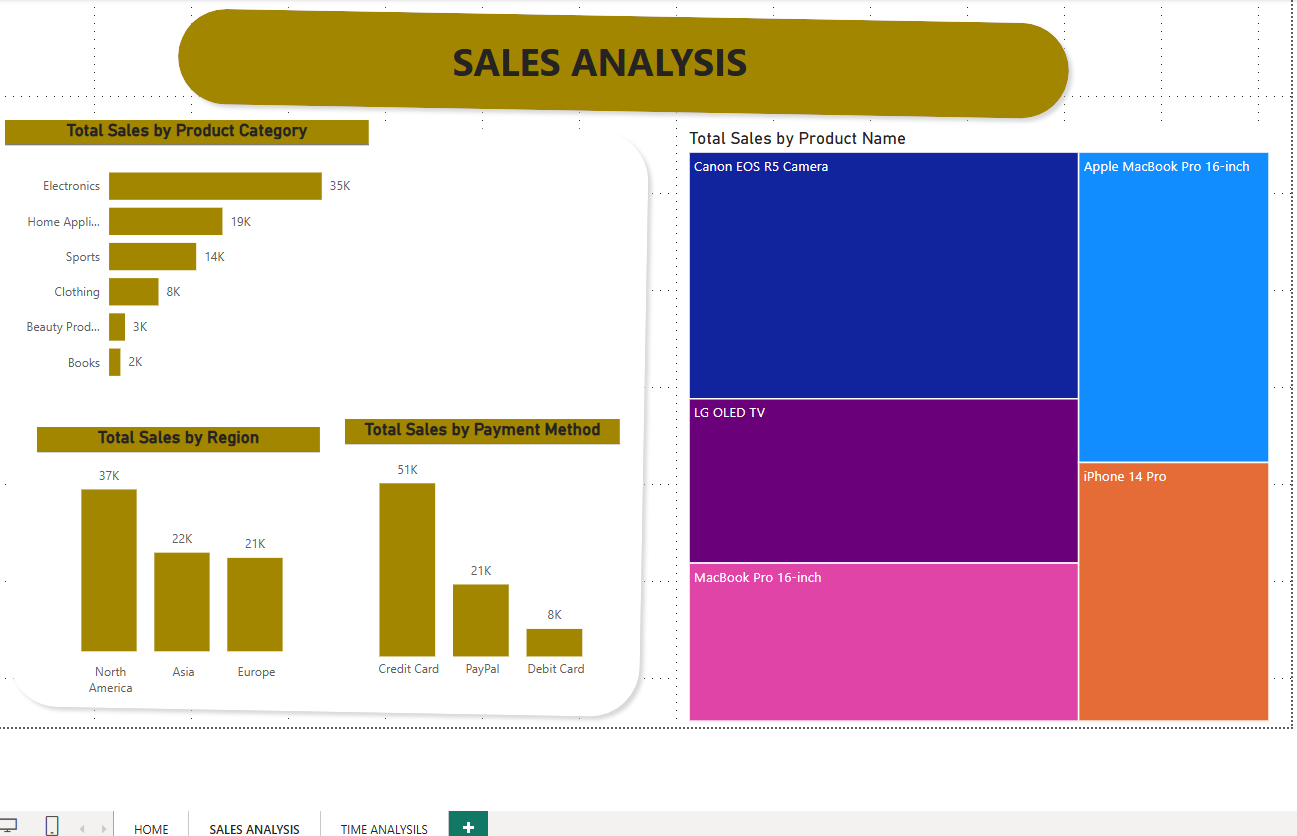 SALES ANALYSIS
Total Sales by Product Category
Electronics 35K
Home Appli... 19K
Sports 14K
Clothing 8K
Beauty Prod... 3K
Books 2K
Total Sales by Region
37K
22K
21K
North
America
Asia
Europe
Total Sales by Payment Method
51K
21K
8K
Credit Card
PayPal
Debit Card
Total Sales by Product Name
Canon EOS R5 Camera
Apple MacBook Pro 16-inch
LG OLED TV
iPhone 14 Pro
MacBook Pro 16-inch
HOME
SALES ANALYSIS
TIME ANALYSILS